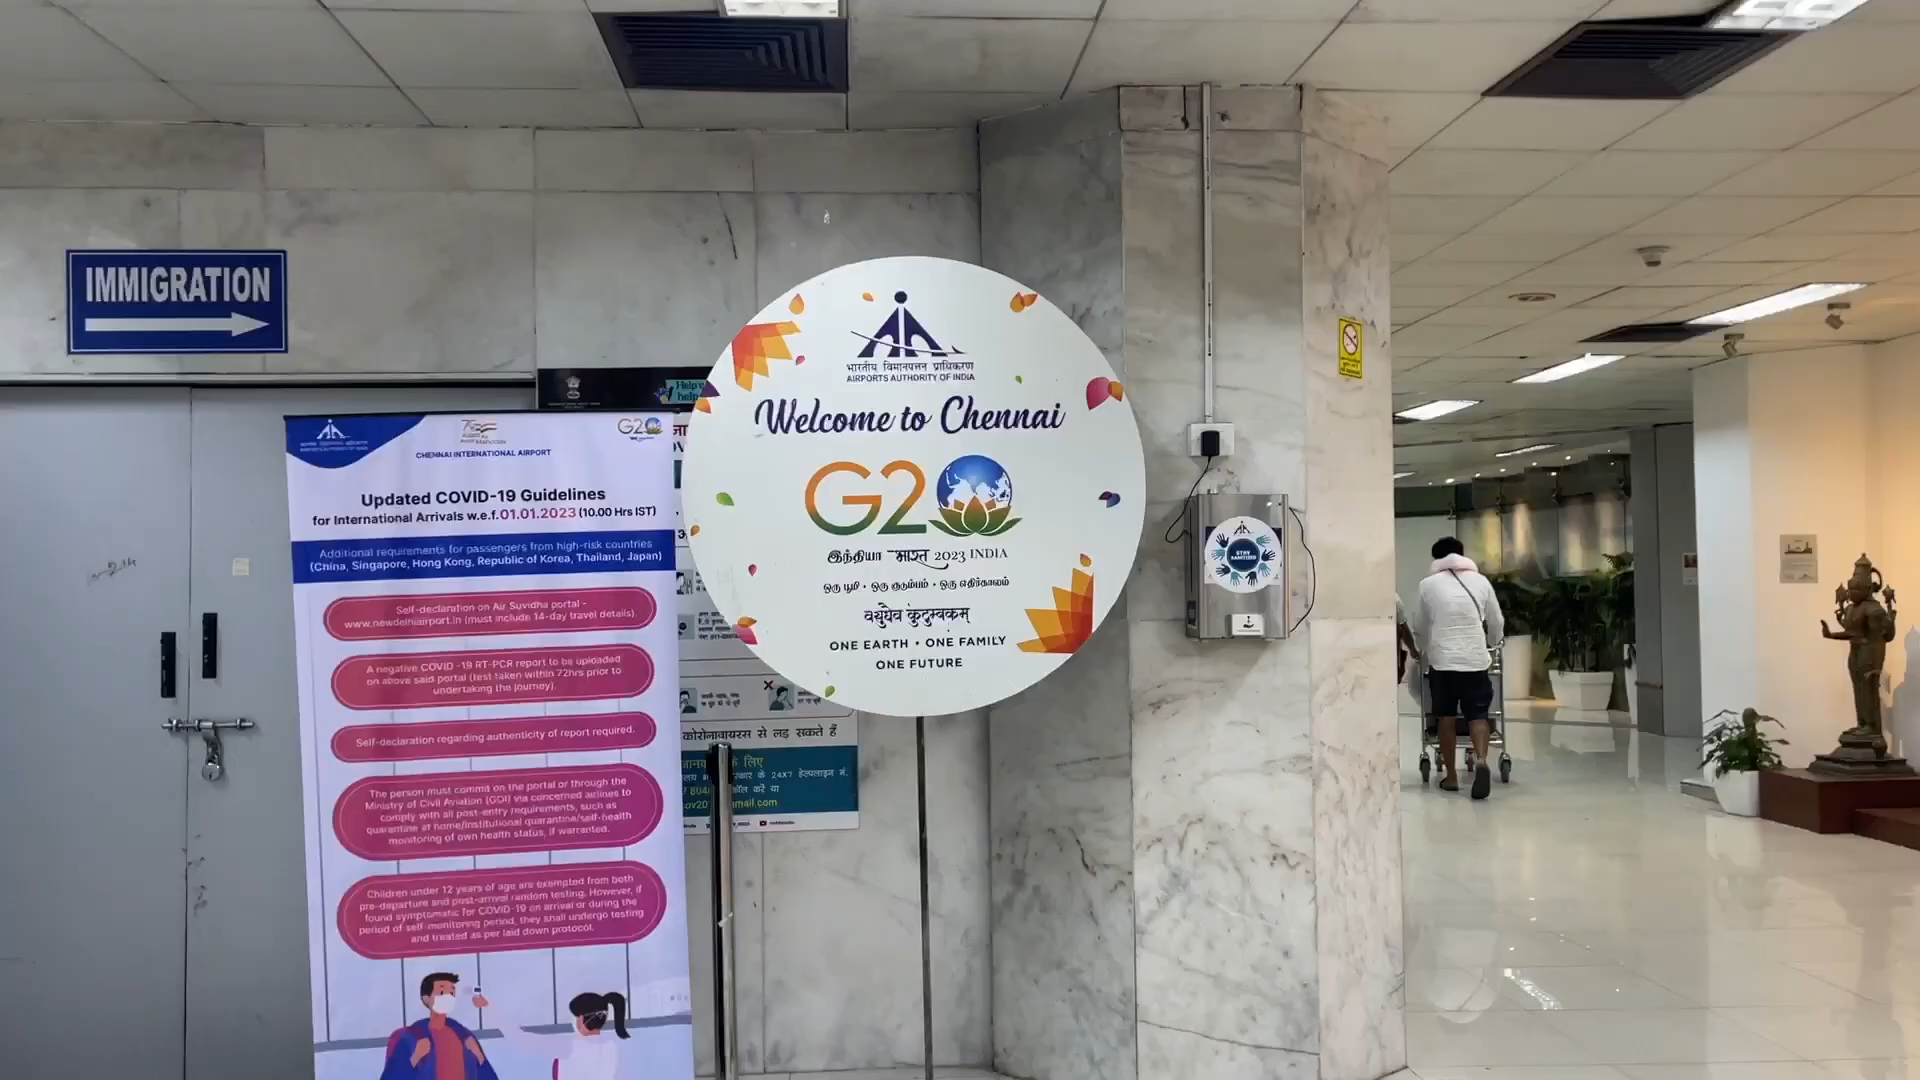 IMMIGRATION
CHENNAI INTERNATIONAL AIRPORT
G20
Updated COVID-19 Guidelines
for International Arrivals w.e.f.01.01.2023 (10.00 Hrs IST)
Additional requirements for passengers from high-risk countries
(China, Singapore, Hong Kong, Republic of Korea, Thailand, Japan)
Self-declaration on Air Suvidha portal -
www.newdelhiairport.in (must include 14-day travel details).
A negative COVID -19 RT-PCR report to be uploaded
on above said portal (test taken within 72hrs prior to
undertaking the journey).
Self-declaration regarding authenticity of report required.
The person must commit on the portal or through the
Ministry of Civil Aviation (GOI) via concerned airlines to
comply with all post-entry requirements, such as
quarantine at home/institutional quarantine/self-health
monitoring of own health status, if warranted.
Children under 12 years of age are exempted from both
pre-departure and post-arrival random testing. However, if
found symptomatic for COVID-19 on arrival or during the
period of self-monitoring period, they shall undergo testing
and treated as per laid down protocol.
भारतीय विमानपत्तन प्राधिकरण
AIRPORTS AUTHORITY OF INDIA
Welcome to Chennai
G20
இந்தியா भारत 2023 INDIA
ஒரு பூமி • ஒரு குடும்பம் • ஒரு எதிர்காலம்
वसुधैव कुटुम्बकम्
ONE EARTH • ONE FAMILY
ONE FUTURE
कोरोनावायरस से लड़ सकते हैं
के लिए
के 24X7 हेल्पलाइन नं.
कॉल करें या
mail.com
STAY
SANITIZED